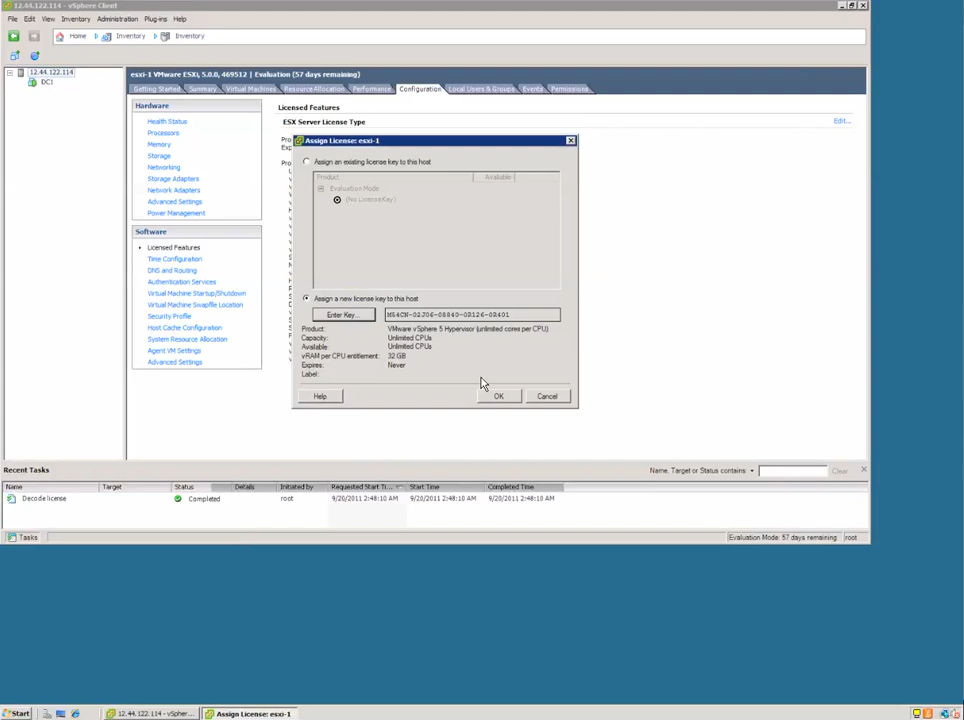 12.44.122.114 - vSphere Client
File Edit View Inventory Administration Plug-ins Help
Home Inventory Inventory
12.44.122.114
DC1
esxi-1 VMware ESXi, 5.0.0, 469512 | Evaluation (57 days remaining)
Getting Started Summary Virtual Machines Resource Allocation Performance Configuration Local Users & Groups Events Permissions
Hardware
Health Status
Processors
Memory
Storage
Networking
Storage Adapters
Network Adapters
Advanced Settings
Power Management
Software
Licensed Features
Time Configuration
DNS and Routing
Authentication Services
Virtual Machine Startup/Shutdown
Virtual Machine Swapfile Location
Security Profile
Host Cache Configuration
System Resource Allocation
Agent VM Settings
Advanced Settings
Licensed Features
ESX Server License Type
Edit...
Pro
Exp
Pro
Assign License: esxi-1
Assign an existing license key to this host
Product Available
Evaluation Mode
(No License Key)
Assign a new license key to this host
Enter Key...
Product: VMware vSphere 5 Hypervisor (unlimited cores per CPU)
Capacity: Unlimited CPUs
Available: Unlimited CPUs
vRAM per CPU entitlement: 32 GB
Expires: Never
Label:
Help OK Cancel
Recent Tasks
Name, Target or Status contains: Clear
Name Target Status Details Initiated by Requested Start Ti... Start Time Completed Time
Decode license Completed root 9/20/2011 2:48:10 AM 9/20/2011 2:48:10 AM 9/20/2011 2:48:10 AM
Tasks
Evaluation Mode: 57 days remaining root
Start 12.44.122.114 - vSpher... Assign License: esxi-1